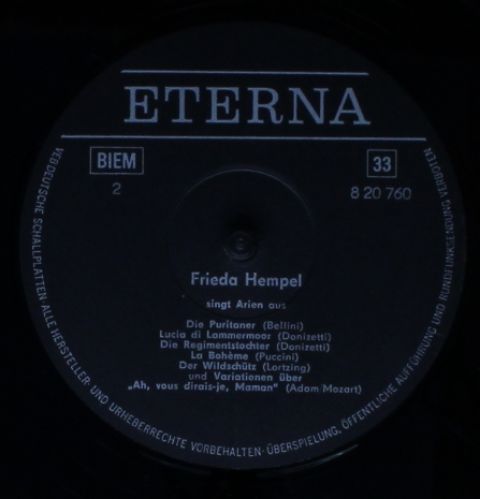 ETERNA
BIEM
33
2
8 20 760
Frieda Hempel
singt Arien aus
Die Puritaner (Bellini)
Lucia di Lammermoor (Donizetti)
Die Regimentstochter (Donizetti)
La Bohème (Puccini)
Der Wildschütz (Lortzing)
und Variationen über
„Ah, vous dirais-je, Maman“ (Adam/Mozart)
VEB DEUTSCHE SCHALLPLATTEN · ALLE HERSTELLER- UND URHEBERRECHTE VORBEHALTEN · ÜBERSPIELUNG, ÖFFENTLICHE AUFFÜHRUNG UND RUNDFUNKSENDUNG VERBOTEN